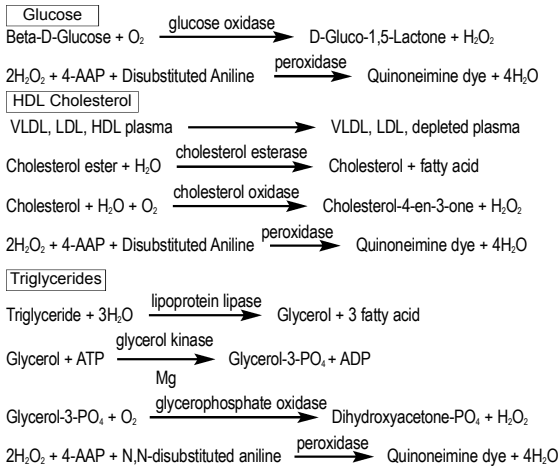 Glucose
glucose oxidase
Beta-D-Glucose + O₂ D-Gluco-1,5-Lactone + H₂O₂
peroxidase
2H₂O₂ + 4-AAP + Disubstituted Aniline Quinoneimine dye + 4H₂O
HDL Cholesterol
VLDL, LDL, HDL plasma VLDL, LDL, depleted plasma
cholesterol esterase
Cholesterol ester + H₂O Cholesterol + fatty acid
cholesterol oxidase
Cholesterol + H₂O + O₂ Cholesterol-4-en-3-one + H₂O₂
peroxidase
2H₂O₂ + 4-AAP + Disubstituted Aniline Quinoneimine dye + 4H₂O
Triglycerides
lipoprotein lipase
Triglyceride + 3H₂O Glycerol + 3 fatty acid
glycerol kinase
Glycerol + ATP Glycerol-3-PO₄ + ADP
Mg
glycerophosphate oxidase
Glycerol-3-PO₄ + O₂ Dihydroxyacetone-PO₄ + H₂O₂
peroxidase
2H₂O₂ + 4-AAP + N,N-disubstituted aniline Quinoneimine dye + 4H₂O